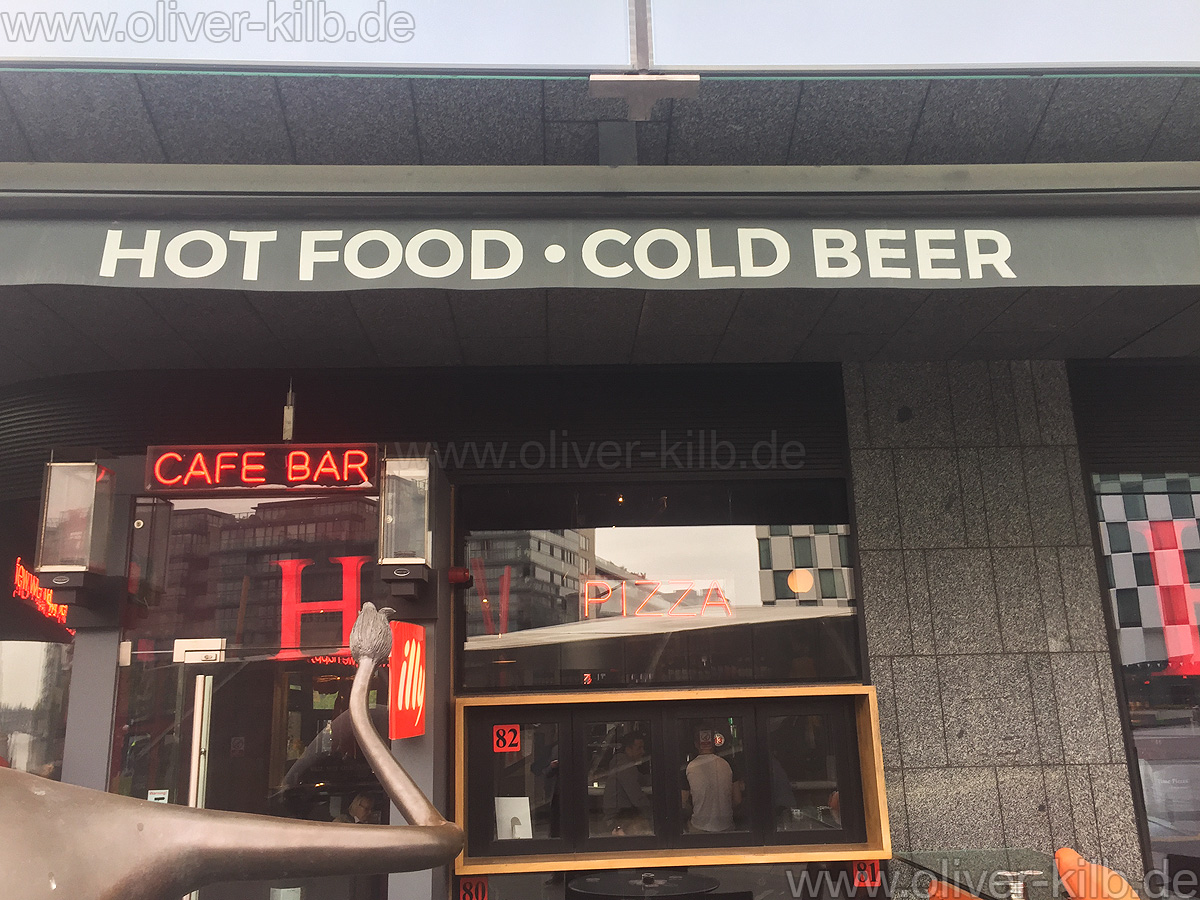 www.oliver-kilb.de
HOT FOOD • COLD BEER
www.oliver-kilb.de
CAFE BAR
H
PIZZA
illy
82
80
81
www.oliver-kilb.de